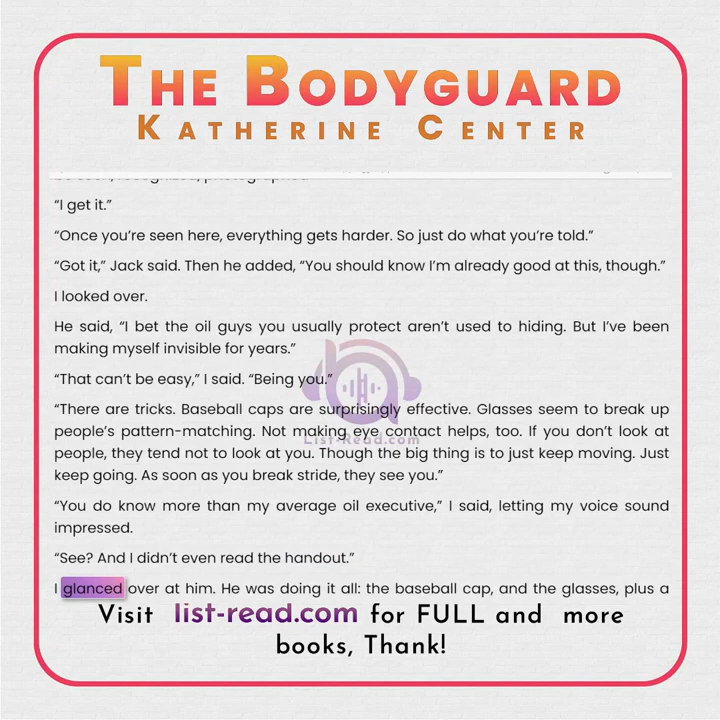 THE BODYGUARD
KATHERINE CENTER
“I get it.”
“Once you’re seen here, everything gets harder. So just do what you’re told.”
“Got it,” Jack said. Then he added, “You should know I’m already good at this, though.”
I looked over.
He said, “I bet the oil guys you usually protect aren’t used to hiding. But I’ve been
making myself invisible for years.”
“That can’t be easy,” I said. “Being you.”
“There are tricks. Baseball caps are surprisingly effective. Glasses seem to break up
people’s pattern-matching. Not making eye contact helps, too. If you don’t look at
List-Read.com
people, they tend not to look at you. Though the big thing is to just keep moving. Just
keep going. As soon as you break stride, they see you.”
“You do know more than my average oil executive,” I said, letting my voice sound
impressed.
“See? And I didn’t even read the handout.”
I glanced over at him. He was doing it all: the baseball cap, and the glasses, plus a
Visit list-read.com for FULL and more
books, Thank!